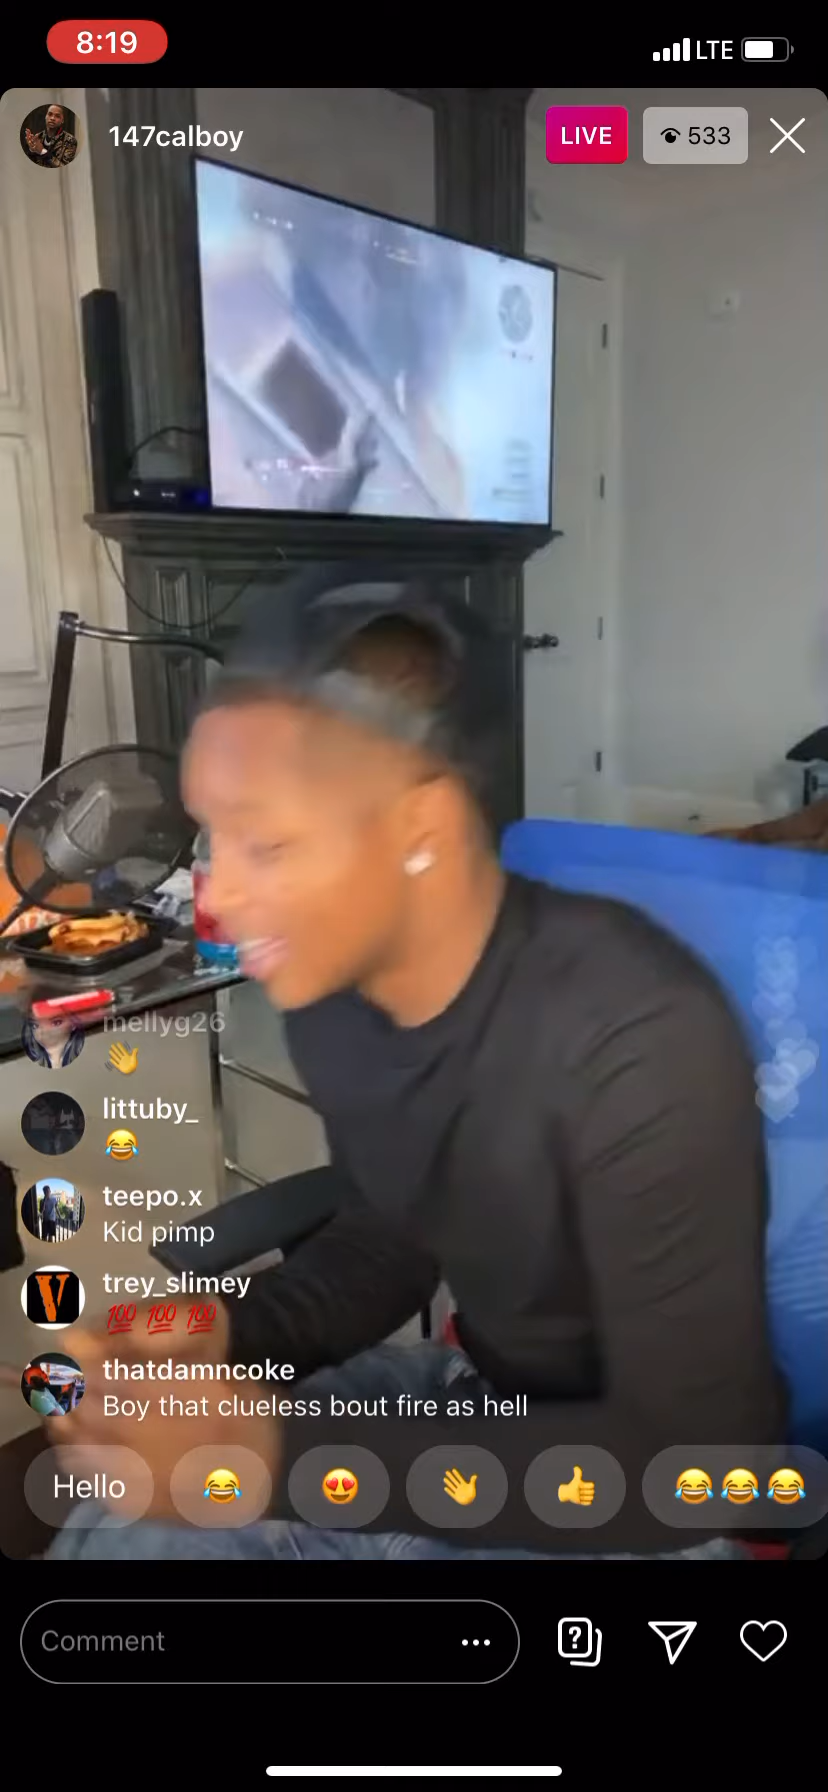 8:19
LTE
147calboy
LIVE
533
mellyg26
👋
littuby_
😂
teepo.x
Kid pimp
trey_slimey
💯 💯 💯
thatdamncoke
Boy that clueless bout fire as hell
Hello
😂
😍
👋
👍
😂😂😂
Comment